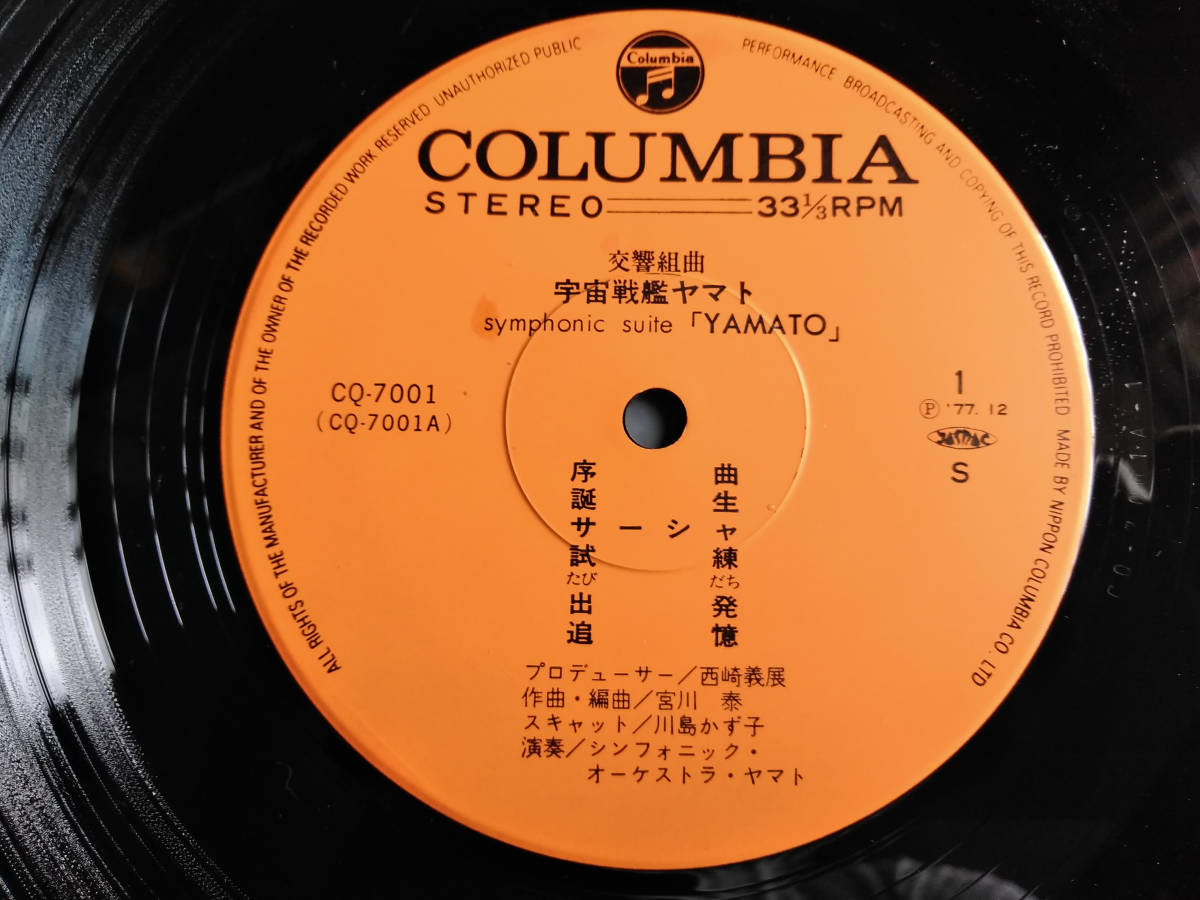 Columbia
ALL RIGHTS OF THE MANUFACTURER AND OF THE OWNER OF THE RECORDED WORK RESERVED UNAUTHORIZED PUBLIC PERFORMANCE BROADCASTING AND COPYING OF THIS RECORD PROHIBITED MADE BY NIPPON COLUMBIA CO. LTD
COLUMBIA
STEREO 33⅓RPM
交響組曲
宇宙戦艦ヤマト
symphonic suite「YAMATO」
CQ-7001
(CQ-7001A)
1
Ⓟ '77. 12
JASRAC
S
序曲
誕生
サーシャ
試練
出発
たびだち
追憶
プロデューサー/西崎義展
作曲・編曲/宮川 泰
スキャット/川島かず子
演奏/シンフォニック・
オーケストラ・ヤマト